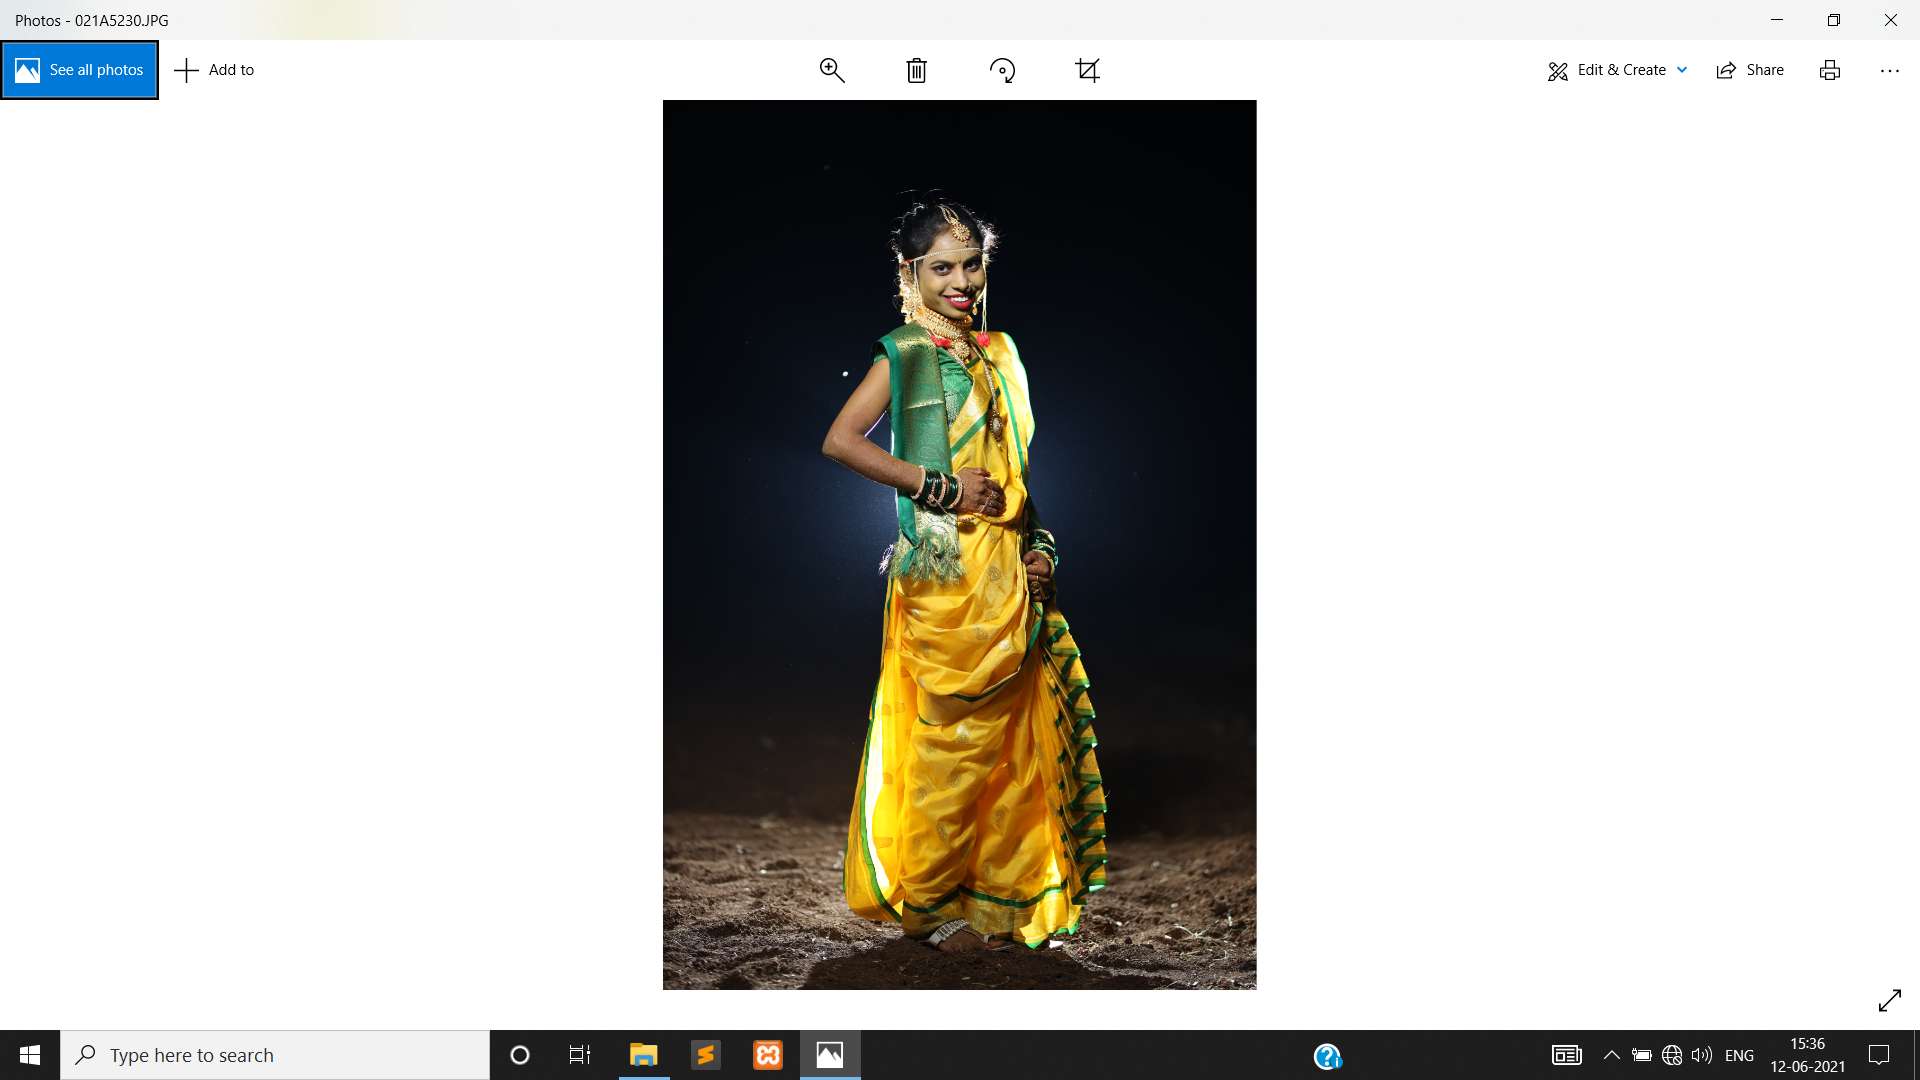 Photos - 021A5230.JPG
See all photos
Add to
Edit & Create
Share
Type here to search
ENG
15:36
12-06-2021